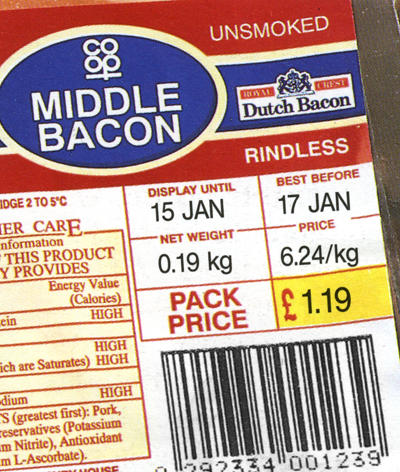 UNSMOKED
CO
OP
MIDDLE
BACON
ROYAL CREST
Dutch Bacon
RINDLESS
IDGE 2 TO 5°C
DISPLAY UNTIL
15 JAN
BEST BEFORE
17 JAN
NET WEIGHT
0.19 kg
PRICE
6.24/kg
PACK
PRICE
£1.19
ER CARE
nformation
THIS PRODUCT
Y PROVIDES
Energy Value
(Calories)
ein HIGH
HIGH
ich are Saturates) HIGH
dium HIGH
TS (greatest first): Pork,
reservatives (Potassium
m Nitrite), Antioxidant
m L-Ascorbate).
0 292334 001239